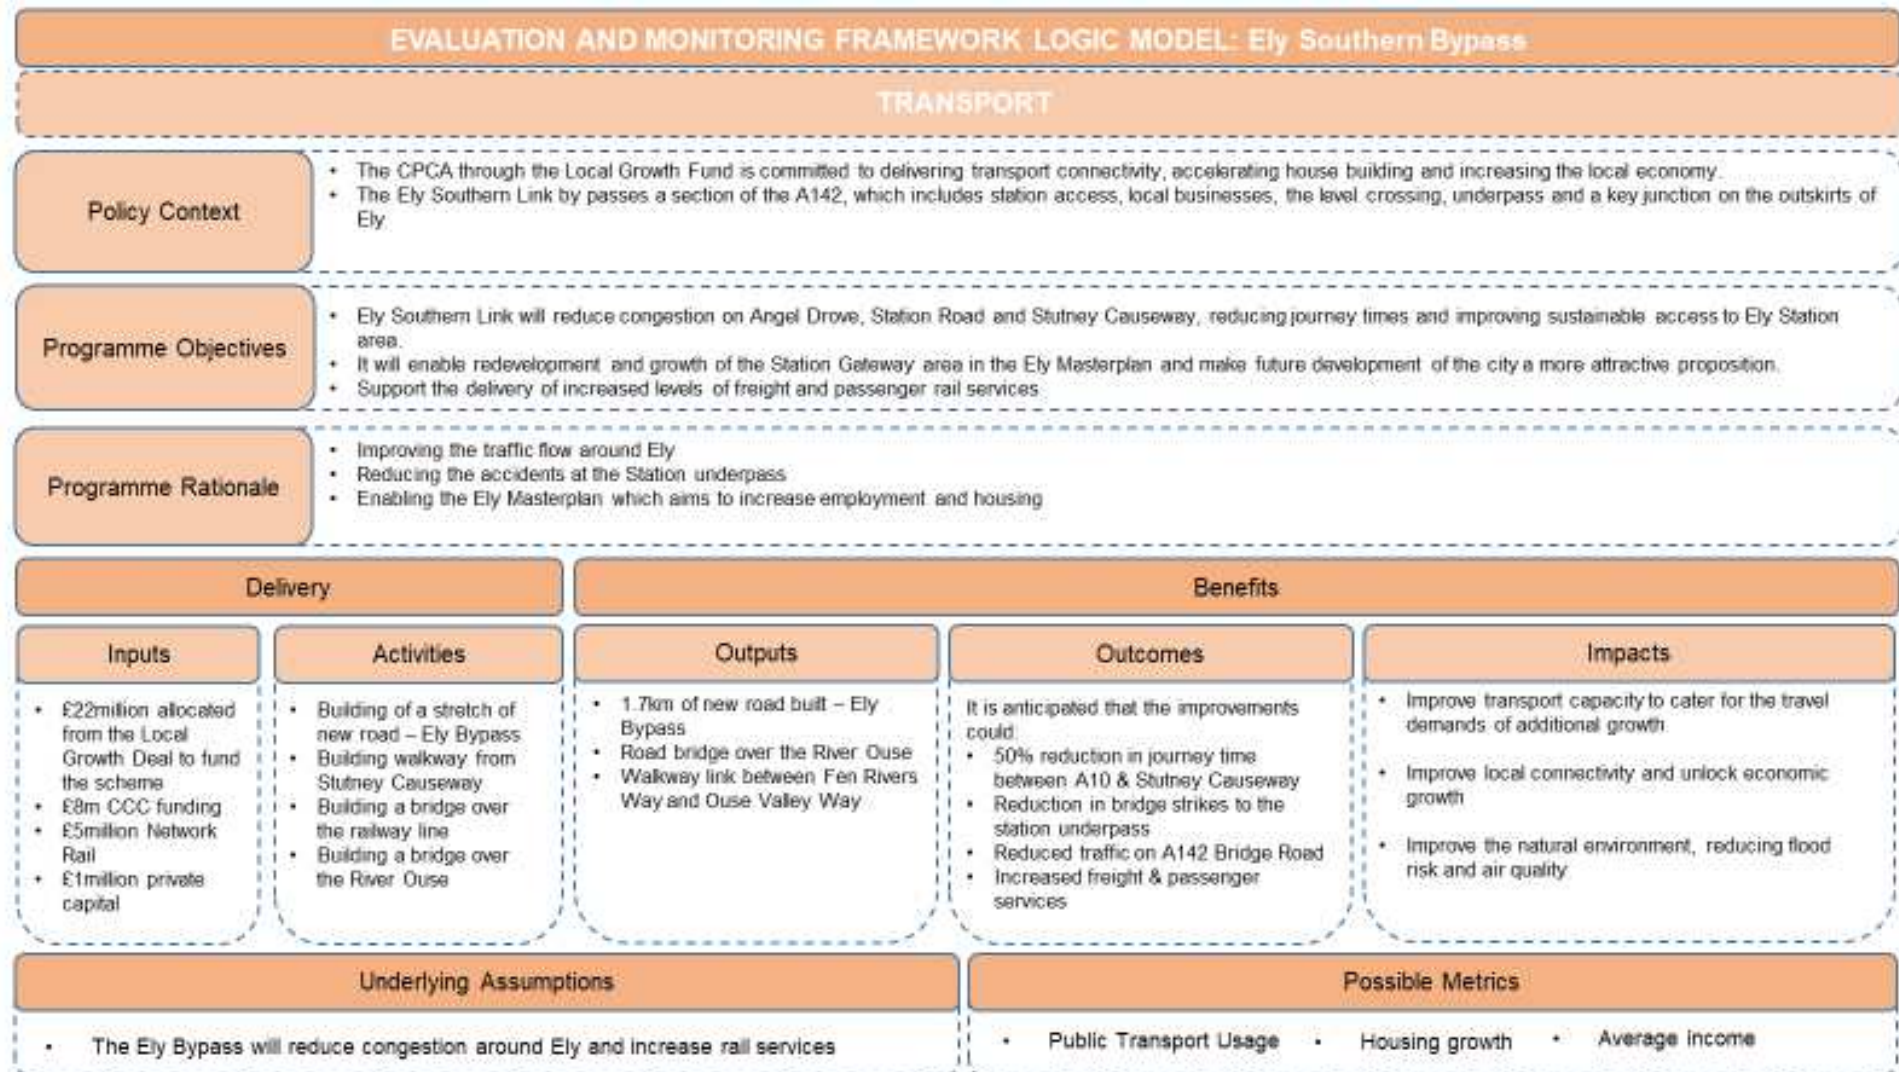 EVALUATION AND MONITORING FRAMEWORK LOGIC MODEL: Ely Southern Bypass
TRANSPORT
Policy Context
• The CPCA through the Local Growth Fund is committed to delivering transport connectivity, accelerating house building and increasing the local economy.
• The Ely Southern Link by passes a section of the A142, which includes station access, local businesses, the level crossing, underpass and a key junction on the outskirts of
Ely
Programme Objectives
• Ely Southern Link will reduce congestion on Angel Drove, Station Road and Stutney Causeway, reducing journey times and improving sustainable access to Ely Station
area.
• It will enable redevelopment and growth of the Station Gateway area in the Ely Masterplan and make future development of the city a more attractive proposition.
• Support the delivery of increased levels of freight and passenger rail services
Programme Rationale
• Improving the traffic flow around Ely
• Reducing the accidents at the Station underpass
• Enabling the Ely Masterplan which aims to increase employment and housing
Delivery
Benefits
Inputs
• £22million allocated
from the Local
Growth Deal to fund
the scheme
• £8m CCC funding
• £5million Network
Rail
• £1million private
capital
Activities
• Building of a stretch of
new road – Ely Bypass
• Building walkway from
Stutney Causeway
• Building a bridge over
the railway line
• Building a bridge over
the River Ouse
Outputs
• 1.7km of new road built – Ely
Bypass
• Road bridge over the River Ouse
• Walkway link between Fen Rivers
Way and Ouse Valley Way
Outcomes
It is anticipated that the improvements
could:
• 50% reduction in journey time
between A10 & Stutney Causeway
• Reduction in bridge strikes to the
station underpass
• Reduced traffic on A142 Bridge Road
• Increased freight & passenger
services
Impacts
• Improve transport capacity to cater for the travel
demands of additional growth
• Improve local connectivity and unlock economic
growth
• Improve the natural environment, reducing flood
risk and air quality
Underlying Assumptions
• The Ely Bypass will reduce congestion around Ely and increase rail services
Possible Metrics
• Public Transport Usage • Housing growth • Average income